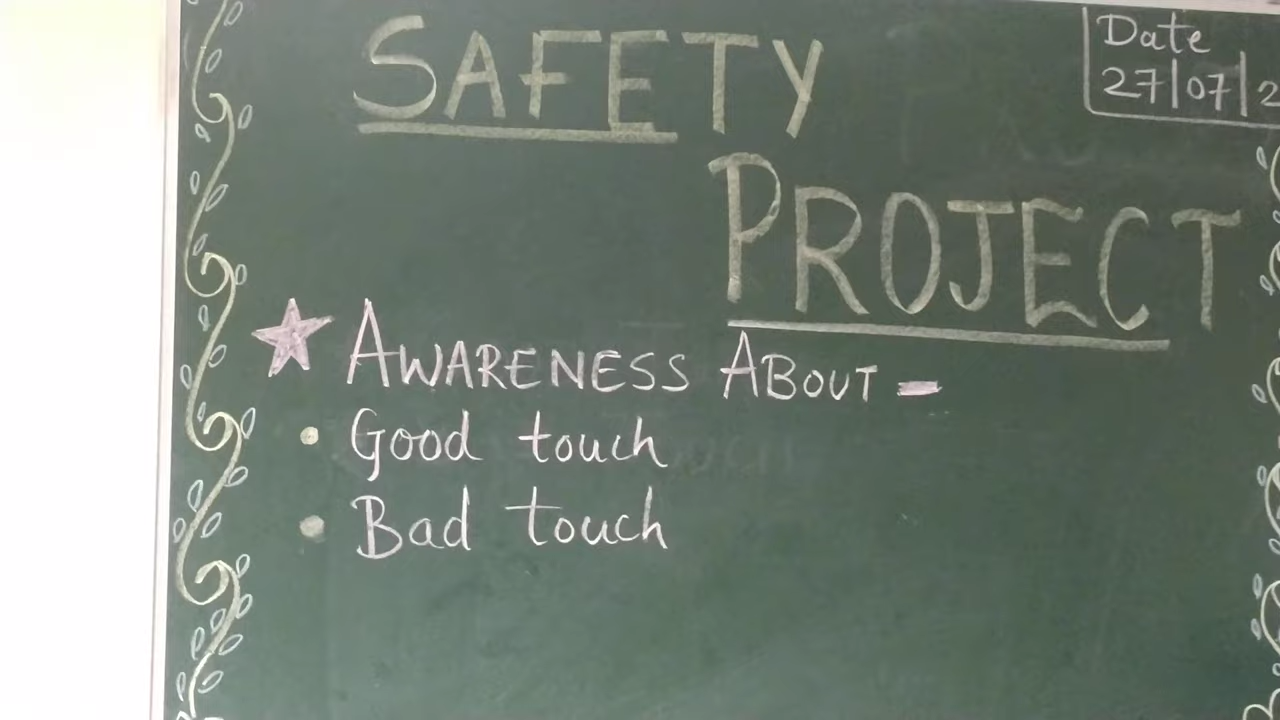 SAFETY
PROJECT
Date
27/07/2
AWARENESS ABOUT -
• Good touch
• Bad touch